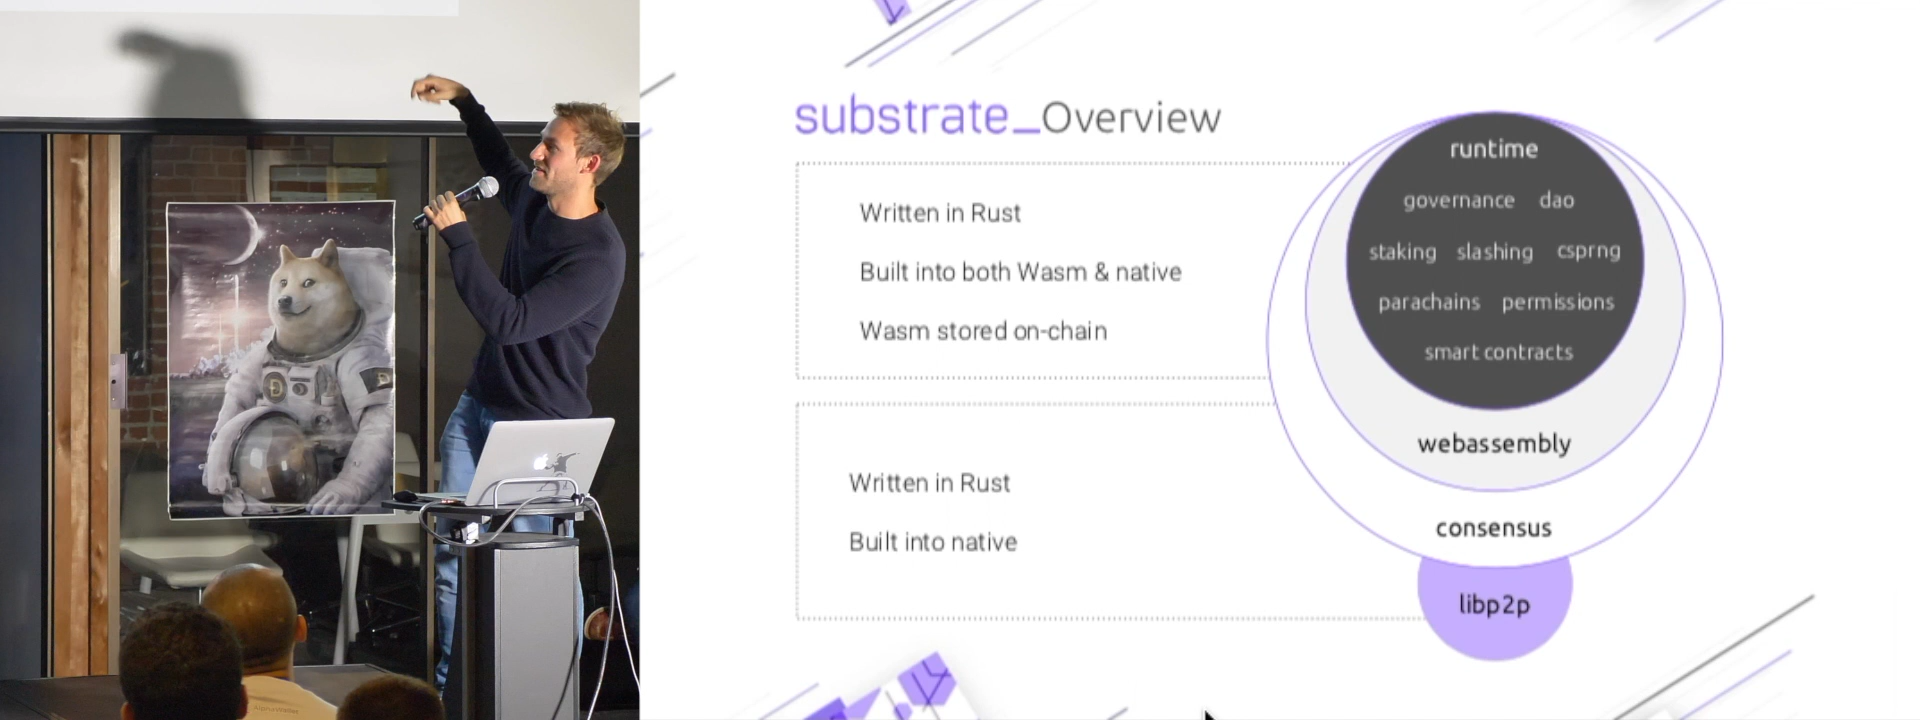 substrate_Overview
Written in Rust
Built into both Wasm & native
Wasm stored on-chain
Written in Rust
Built into native
runtime
governance dao
staking slashing csprng
parachains permissions
smart contracts
webassembly
consensus
libp2p